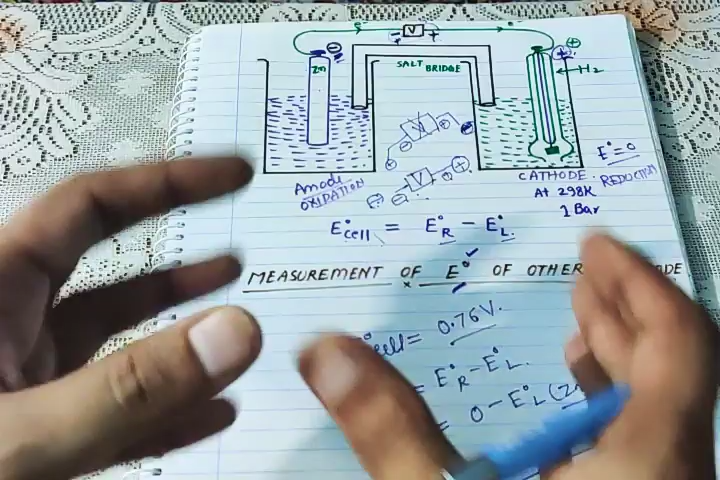 e⁻ V e⁻
- +
Zn
SALT BRIDGE
H₂
V
V
E° = 0
Anode
OXIDATION
CATHODE
REDUCTION
At 298K
1 Bar
E°cell = E°R - E°L
MEASUREMENT OF E° OF OTHER
cell = 0.76V.
= E°R - E°L
= 0 - E°L